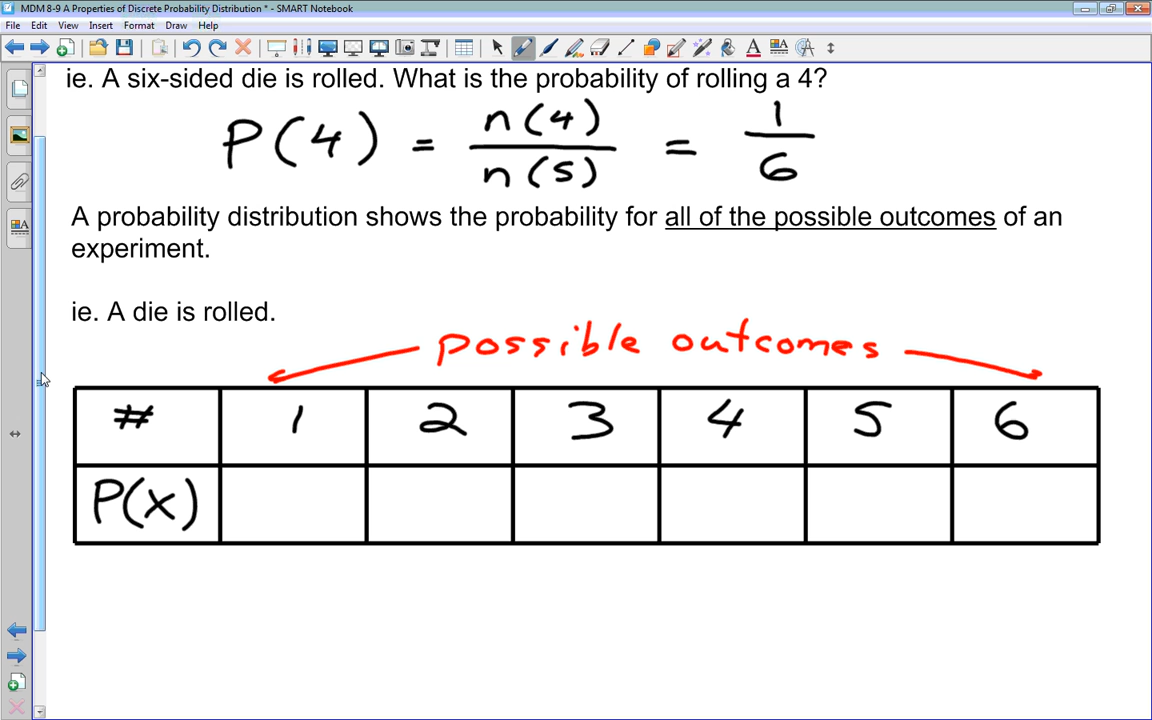 MDM 8-9 A Properties of Discrete Probability Distribution * - SMART Notebook
File Edit View Insert Format Tools Draw Help
ie. A six-sided die is rolled. What is the probability of rolling a 4?
P(4) = n(4)/n(S) = 1/6
A probability distribution shows the probability for all of the possible outcomes of an
experiment.
ie. A die is rolled.
possible outcomes
# 1 2 3 4 5 6
P(x)